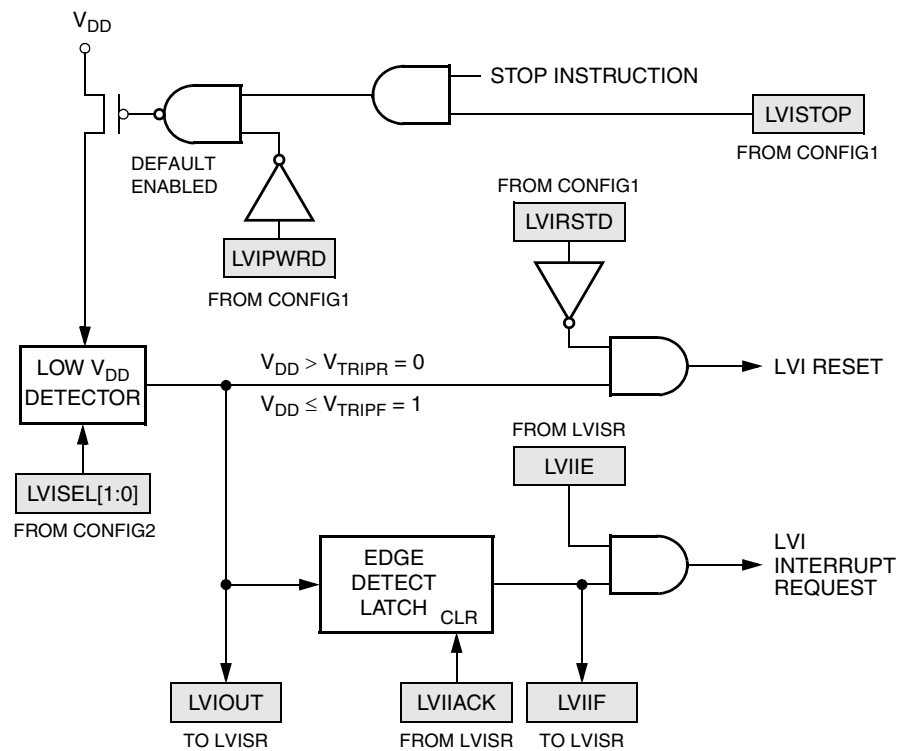 VDD
STOP INSTRUCTION
LVISTOP
FROM CONFIG1
DEFAULT
ENABLED
LVIPWRD
FROM CONFIG1
FROM CONFIG1
LVIRSTD
LOW VDD
DETECTOR
VDD > VTRIPR = 0
VDD ≤ VTRIPF = 1
LVI RESET
LVISEL[1:0]
FROM CONFIG2
FROM LVISR
LVIIE
EDGE
DETECT
LATCH
CLR
LVI
INTERRUPT
REQUEST
LVIOUT
TO LVISR
LVIIACK
FROM LVISR
LVIIF
TO LVISR